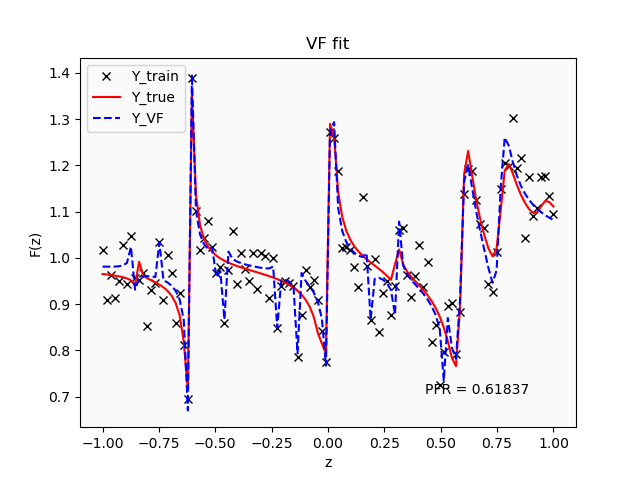 VF fit
Y_train
Y_true
Y_VF
1.4
1.3
1.2
1.1
1.0
0.9
0.8
0.7
F(z)
PFR = 0.61837
−1.00 −0.75 −0.50 −0.25 0.00 0.25 0.50 0.75 1.00
z